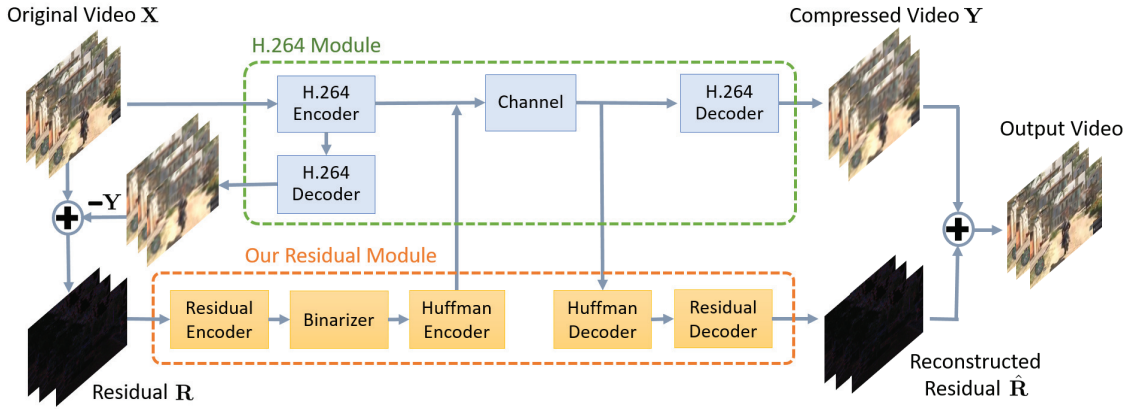 Original Video X
Compressed Video Y
H.264 Module
H.264
Encoder
Channel
H.264
Decoder
Output Video
H.264
Decoder
−Y
Our Residual Module
Residual
Encoder
Binarizer
Huffman
Encoder
Huffman
Decoder
Residual
Decoder
Residual R
Reconstructed
Residual R̂